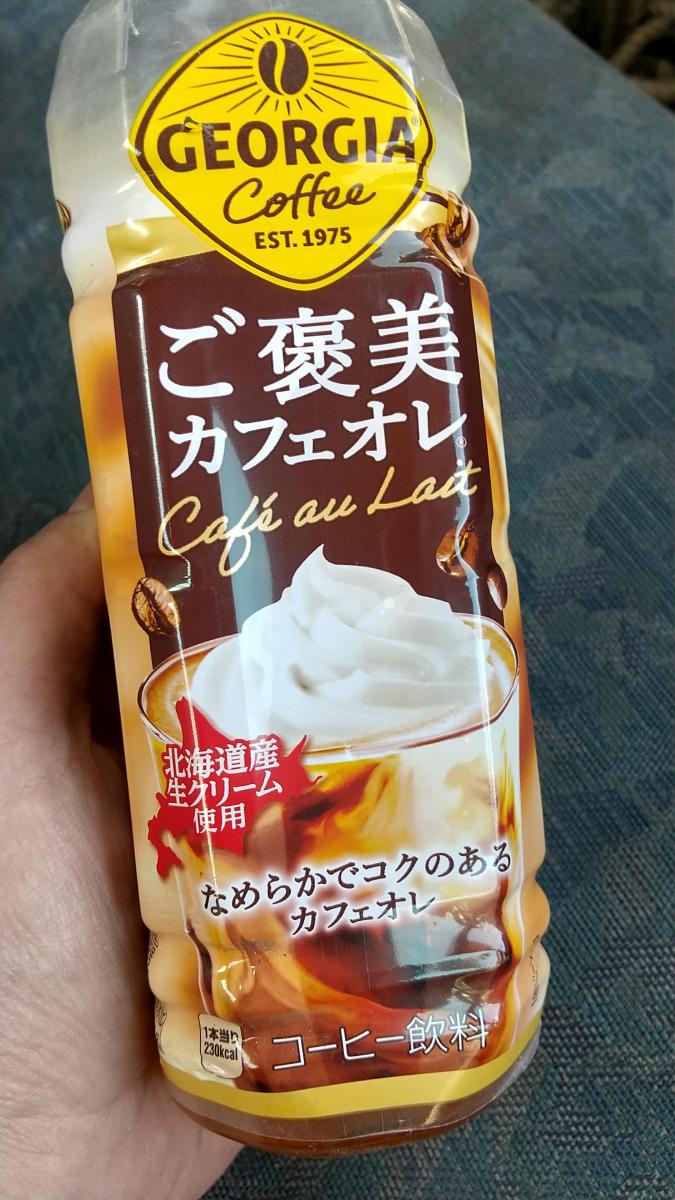 GEORGIA®
Coffee
EST. 1975
ご褒美
カフェオレ®
Café au Lait
北海道産
生クリーム
使用
なめらかでコクのある
カフェオレ
1本当り
230kcal
コーヒー飲料